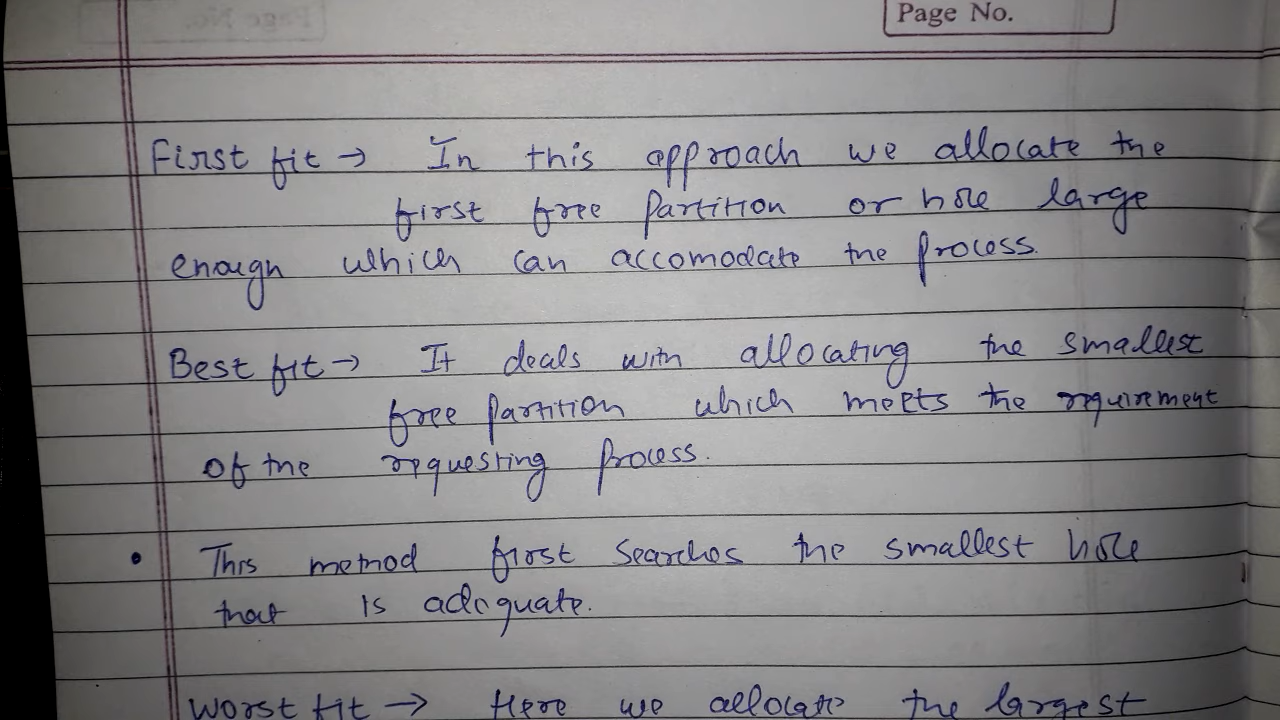 Page No.
First fit → In this approach we allocate the
first free partition or hole large
enough which can accomodate the process.
Best fit → It deals with allocating the smallest
free partition which meets the requirement
of the requesting process.
• This method first searches the smallest hole
that is adequate.
Worst fit → Here we allocate the largest